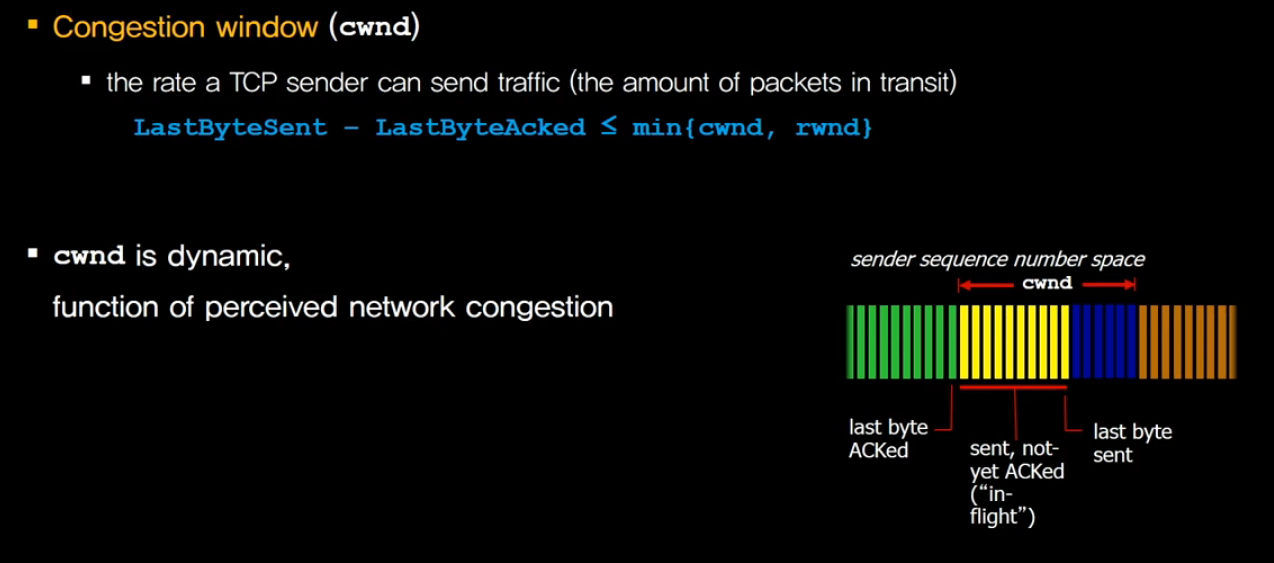 Congestion window (cwnd)
the rate a TCP sender can send traffic (the amount of packets in transit)
LastByteSent – LastByteAcked ≤ min{cwnd, rwnd}
cwnd is dynamic,
function of perceived network congestion
sender sequence number space
cwnd
last byte
ACKed
sent, not-
yet ACKed
(“in-
flight”)
last byte
sent